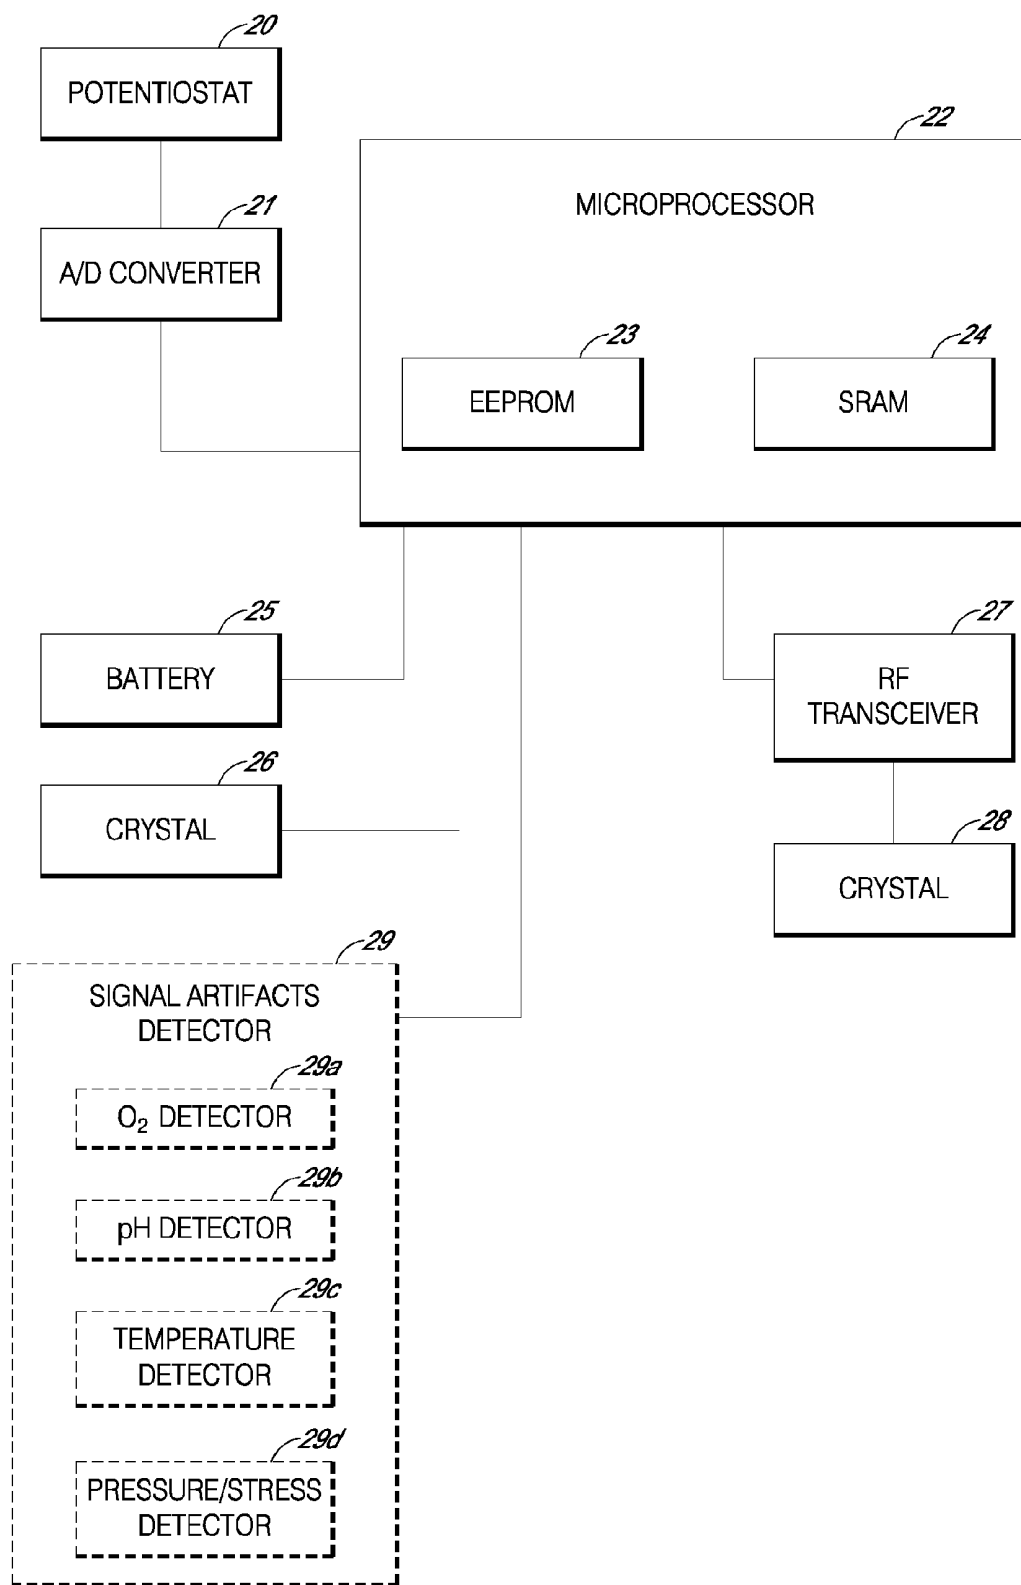 20
POTENTIOSTAT
22
MICROPROCESSOR
21
A/D CONVERTER
23
EEPROM
24
SRAM
25
BATTERY
27
RF
TRANSCEIVER
26
CRYSTAL
28
CRYSTAL
29
SIGNAL ARTIFACTS
DETECTOR
29a
O₂ DETECTOR
29b
pH DETECTOR
29c
TEMPERATURE
DETECTOR
29d
PRESSURE/STRESS
DETECTOR